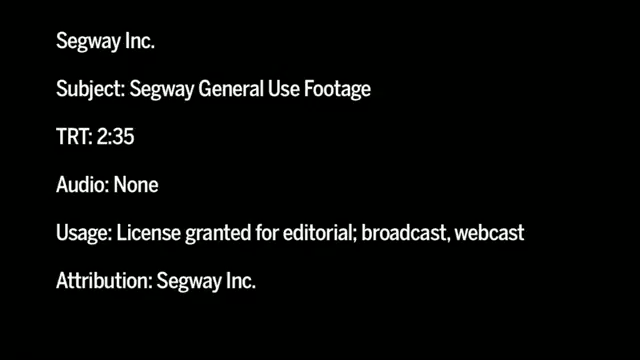 Segway Inc.
Subject: Segway General Use Footage
TRT: 2:35
Audio: None
Usage: License granted for editorial; broadcast, webcast
Attribution: Segway Inc.